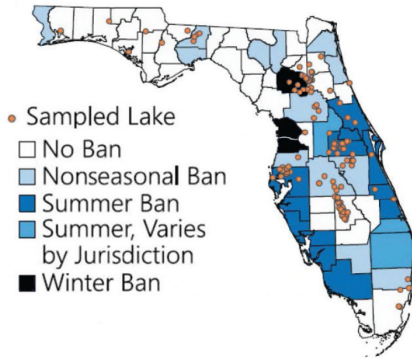 Sampled Lake
No Ban
Nonseasonal Ban
Summer Ban
Summer, Varies
by Jurisdiction
Winter Ban